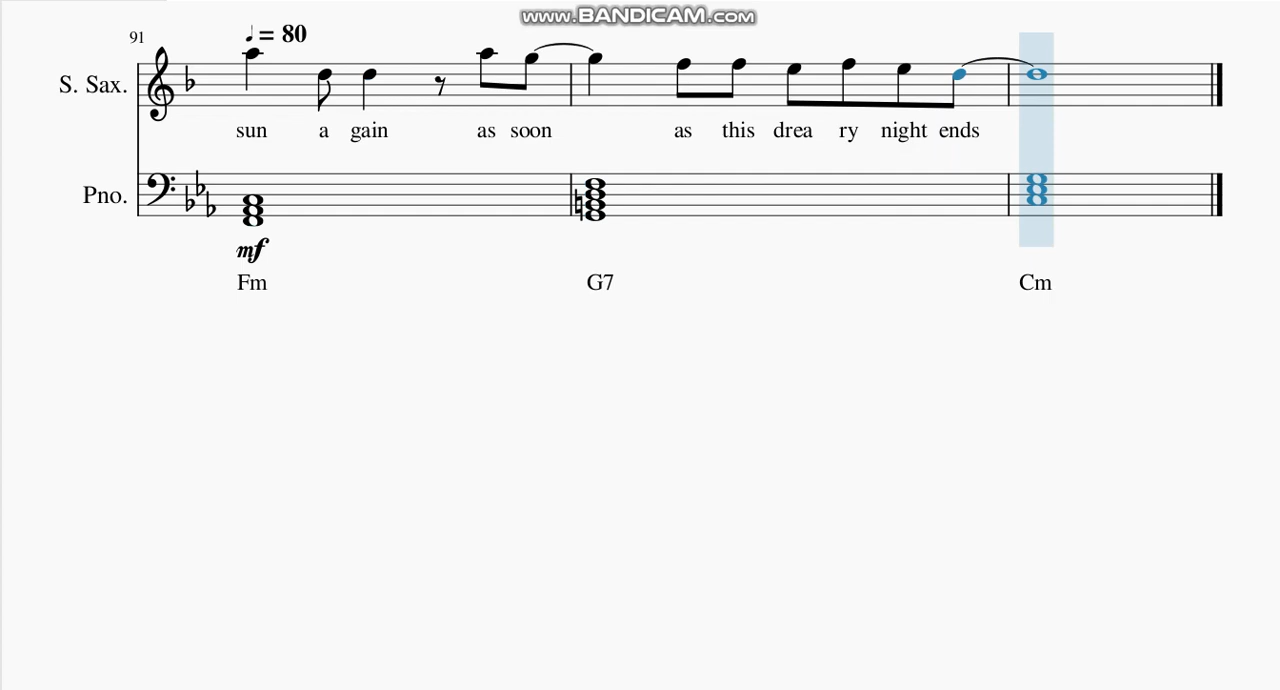 www.BANDICAM.com
91
♩ = 80
S. Sax.
sun a gain as soon as this drea ry night ends
Pno.
mf
Fm G7 Cm